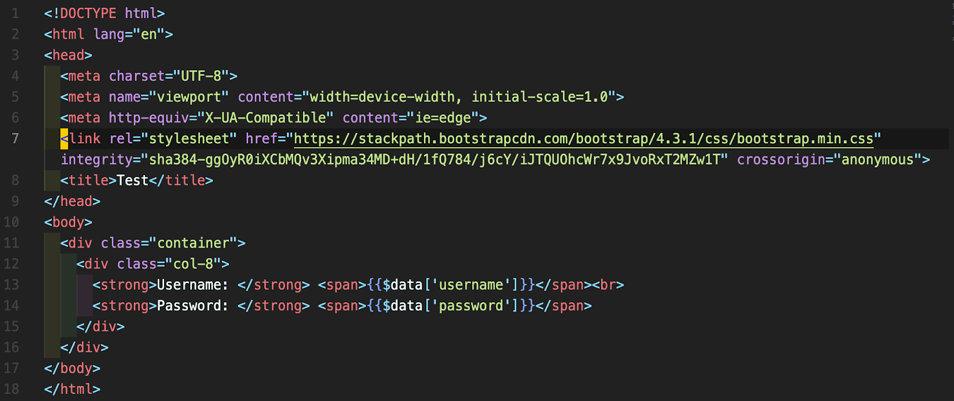 1 <!DOCTYPE html>
2 <html lang="en">
3 <head>
4 <meta charset="UTF-8">
5 <meta name="viewport" content="width=device-width, initial-scale=1.0">
6 <meta http-equiv="X-UA-Compatible" content="ie=edge">
7 <link rel="stylesheet" href="https://stackpath.bootstrapcdn.com/bootstrap/4.3.1/css/bootstrap.min.css"
integrity="sha384-ggOyR0iXCbMQv3Xipma34MD+dH/1fQ784/j6cY/iJTQUOhcWr7x9JvoRxT2MZw1T" crossorigin="anonymous">
8 <title>Test</title>
9 </head>
10 <body>
11 <div class="container">
12 <div class="col-8">
13 <strong>Username: </strong> <span>{{$data['username']}}</span><br>
14 <strong>Password: </strong> <span>{{$data['password']}}</span>
15 </div>
16 </div>
17 </body>
18 </html>